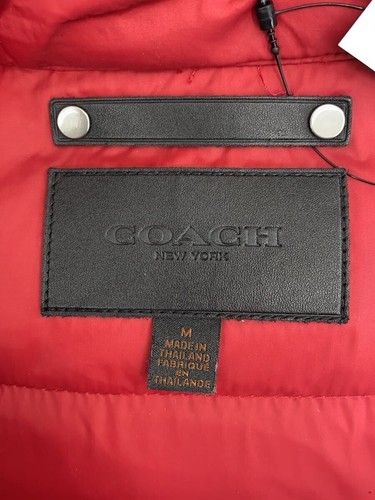 COACH
NEW YORK
M
MADE IN
THAILAND
FABRIQUÉ
EN
THAÏLANDE